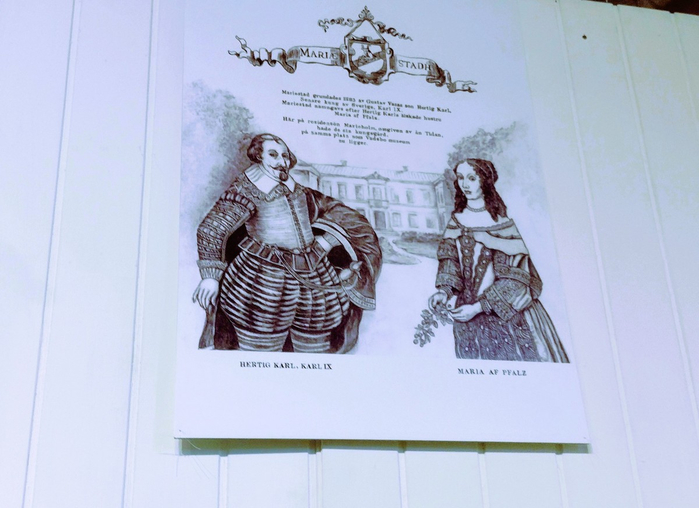 MARIA STADH
Mariestad grundades 1583 av Gustav Vasas son Hertig Karl,
Senare kung av Sverige, Karl IX.
Mariestad namngavs efter Hertig Karls älskade hustru
Maria af Pfalz.
Här på residensön Marieholm, omgiven av ån Tidan,
hade de sin kungsgård.
på samma plats som Vadsbo museum
nu ligger.
HERTIG KARL, KARL IX
MARIA AF PFALZ